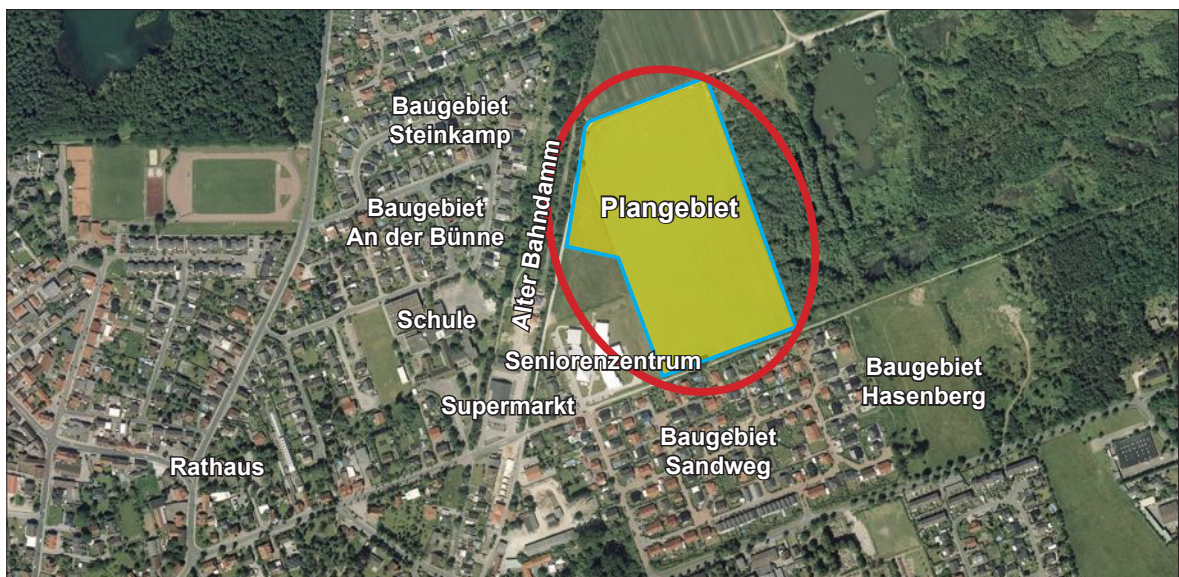 Baugebiet
Steinkamp
Baugebiet
An der Bünne
Alter Bahndamm
Plangebiet
Schule
Seniorenzentrum
Supermarkt
Baugebiet
Hasenberg
Baugebiet
Sandweg
Rathaus